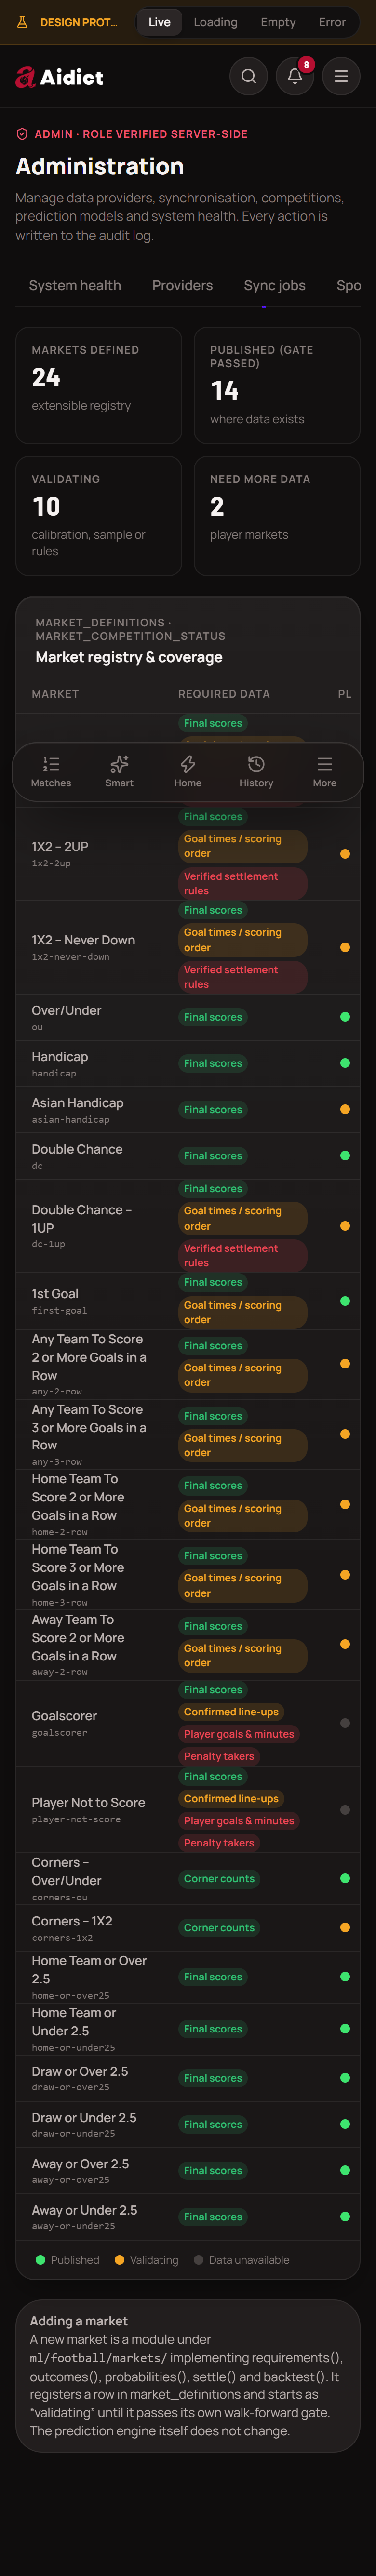 DESIGN PROT…
Live
Loading
Empty
Error
Aidict
8
ADMIN · ROLE VERIFIED SERVER-SIDE
Administration
Manage data providers, synchronisation, competitions,
prediction models and system health. Every action is
written to the audit log.
System health
Providers
Sync jobs
Spo
MARKETS DEFINED
24
extensible registry
PUBLISHED (GATE
PASSED)
14
where data exists
VALIDATING
10
calibration, sample or
rules
NEED MORE DATA
2
player markets
MARKET_DEFINITIONS ·
MARKET_COMPETITION_STATUS
Market registry & coverage
MARKET
REQUIRED DATA
PL
Final scores
Matches
Smart
Home
History
More
1X2 – 2UP
1x2-2up
Final scores
Goal times / scoring
order
Verified settlement
rules
1X2 – Never Down
1x2-never-down
Final scores
Goal times / scoring
order
Verified settlement
rules
Over/Under
ou
Final scores
Handicap
handicap
Final scores
Asian Handicap
asian-handicap
Final scores
Double Chance
dc
Final scores
Double Chance –
1UP
dc-1up
Final scores
Goal times / scoring
order
Verified settlement
rules
1st Goal
first-goal
Final scores
Goal times / scoring
order
Any Team To Score
2 or More Goals in a
Row
any-2-row
Final scores
Goal times / scoring
order
Any Team To Score
3 or More Goals in a
Row
any-3-row
Final scores
Goal times / scoring
order
Home Team To
Score 2 or More
Goals in a Row
home-2-row
Final scores
Goal times / scoring
order
Home Team To
Score 3 or More
Goals in a Row
home-3-row
Final scores
Goal times / scoring
order
Away Team To
Score 2 or More
Goals in a Row
away-2-row
Final scores
Goal times / scoring
order
Goalscorer
goalscorer
Final scores
Confirmed line-ups
Player goals & minutes
Penalty takers
Player Not to Score
player-not-score
Final scores
Confirmed line-ups
Player goals & minutes
Penalty takers
Corners –
Over/Under
corners-ou
Corner counts
Corners – 1X2
corners-1x2
Corner counts
Home Team or Over
2.5
home-or-over25
Final scores
Home Team or
Under 2.5
home-or-under25
Final scores
Draw or Over 2.5
draw-or-over25
Final scores
Draw or Under 2.5
draw-or-under25
Final scores
Away or Over 2.5
away-or-over25
Final scores
Away or Under 2.5
away-or-under25
Final scores
Published
Validating
Data unavailable
Adding a market
A new market is a module under
ml/football/markets/ implementing requirements(),
outcomes(), probabilities(), settle() and backtest(). It
registers a row in market_definitions and starts as
“validating” until it passes its own walk-forward gate.
The prediction engine itself does not change.